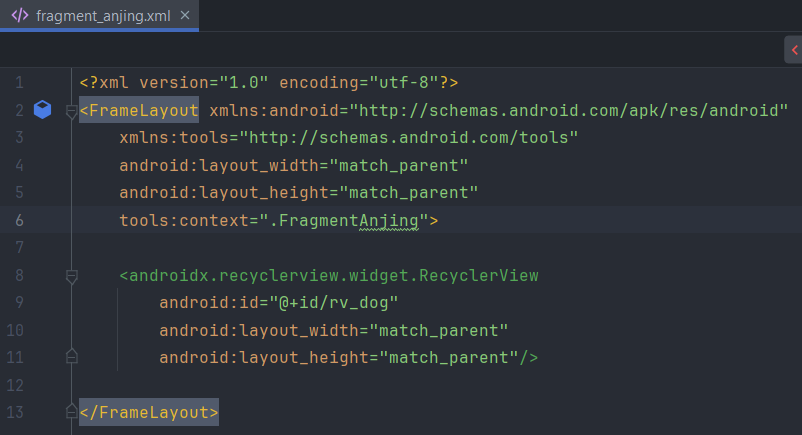 fragment_anjing.xml
1 <?xml version="1.0" encoding="utf-8"?>
2 <FrameLayout xmlns:android="http://schemas.android.com/apk/res/android"
3     xmlns:tools="http://schemas.android.com/tools"
4     android:layout_width="match_parent"
5     android:layout_height="match_parent"
6     tools:context=".FragmentAnjing">
7
8     <androidx.recyclerview.widget.RecyclerView
9         android:id="@+id/rv_dog"
10         android:layout_width="match_parent"
11         android:layout_height="match_parent"/>
12
13 </FrameLayout>